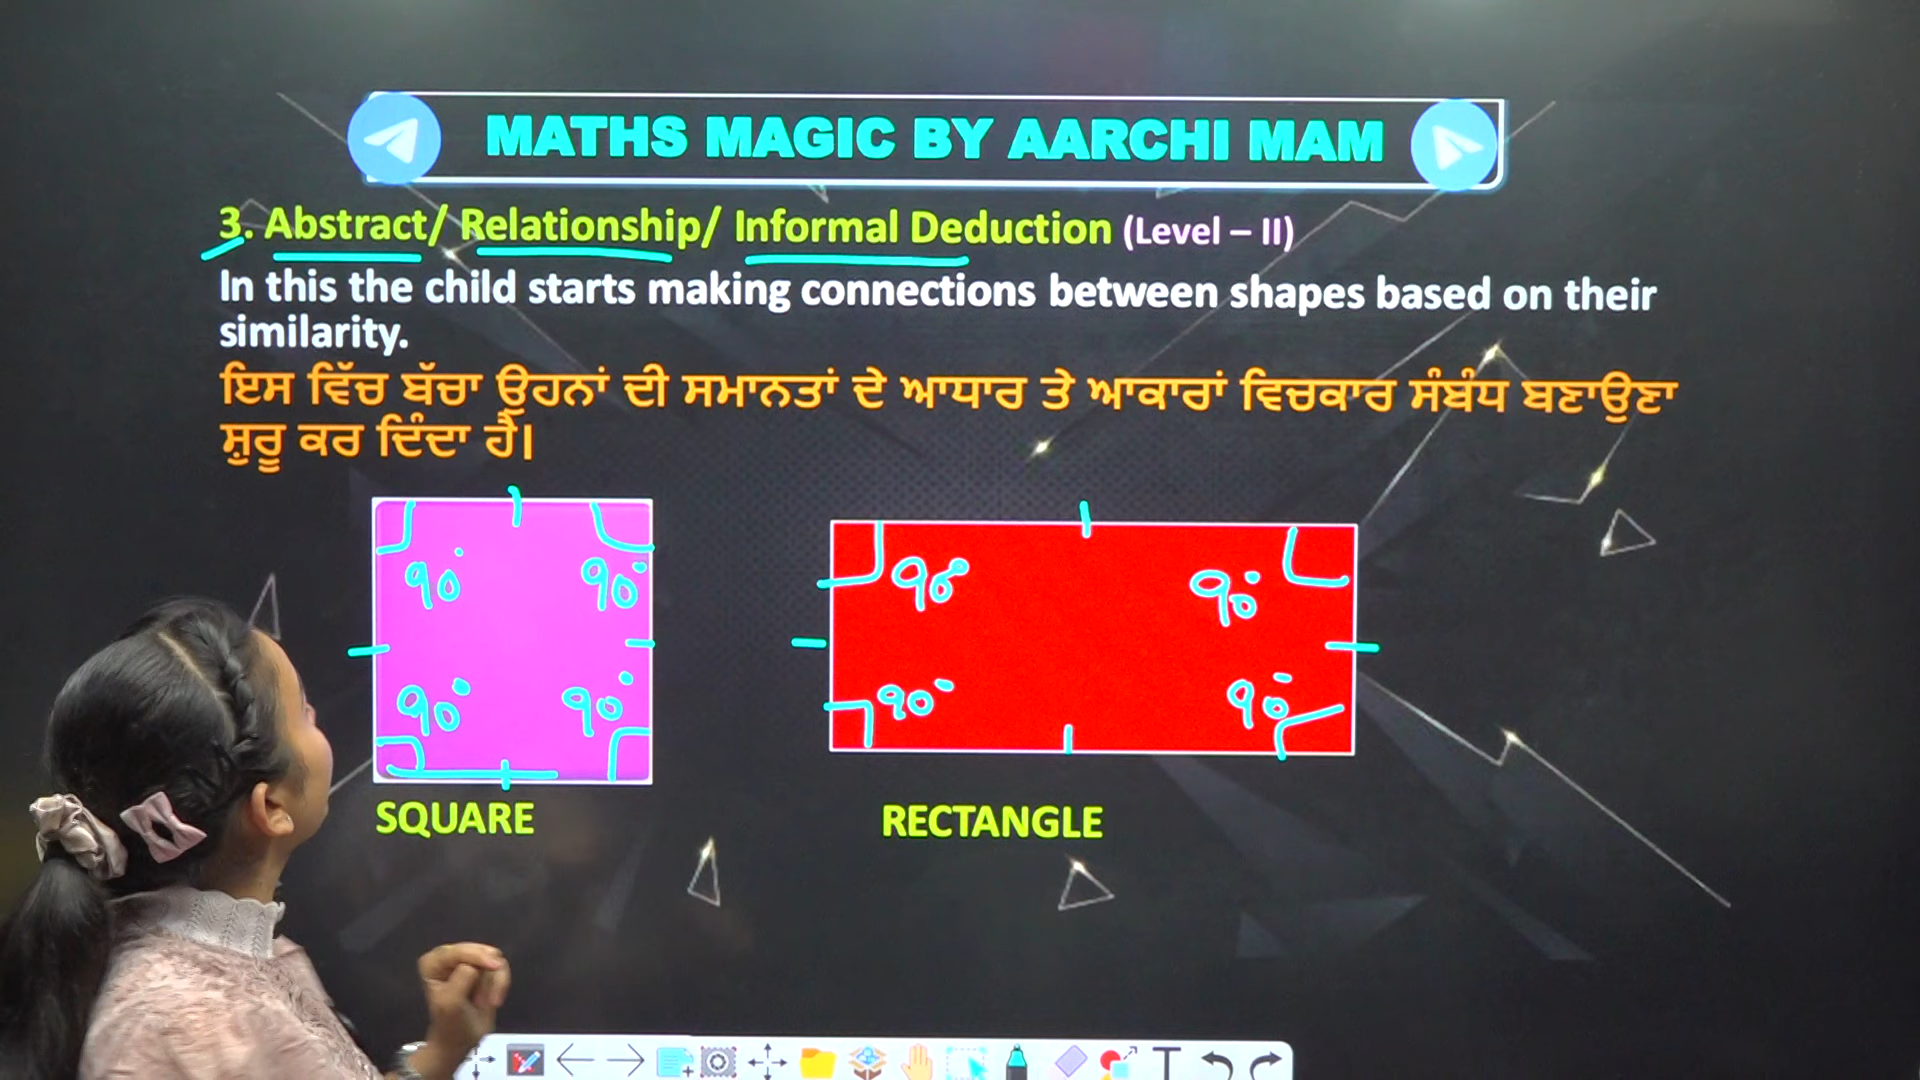 MATHS MAGIC BY AARCHI MAM
3. Abstract/ Relationship/ Informal Deduction (Level – II)
In this the child starts making connections between shapes based on their
similarity.
ਇਸ ਵਿੱਚ ਬੱਚਾ ਉਹਨਾਂ ਦੀ ਸਮਾਨਤਾਂ ਦੇ ਆਧਾਰ ਤੇ ਆਕਾਰਾਂ ਵਿਚਕਾਰ ਸੰਬੰਧ ਬਣਾਉਣਾ
ਸ਼ੁਰੂ ਕਰ ਦਿੰਦਾ ਹੈ।
90° 90° 90° 90°
90° 90° 90° 90°
SQUARE RECTANGLE
T